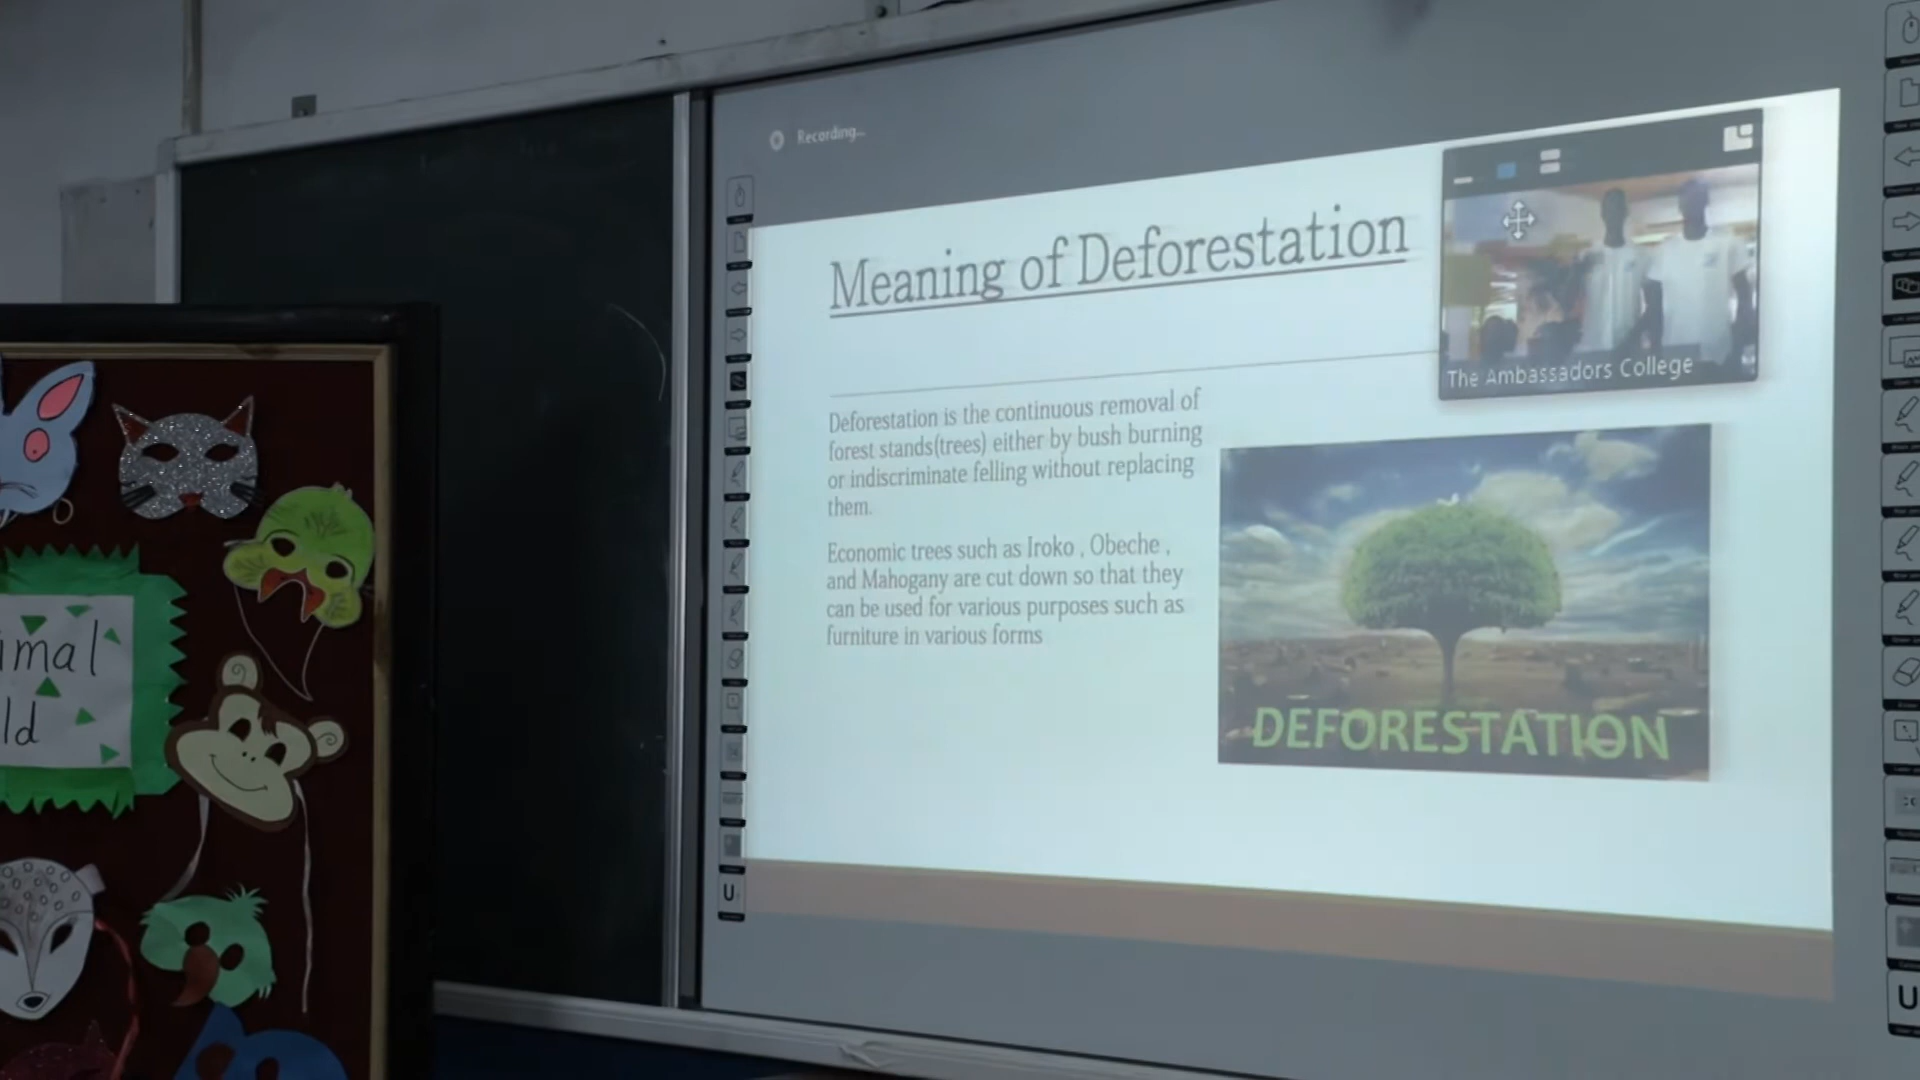 Recording...
Meaning of Deforestation
The Ambassadors College
Deforestation is the continuous removal of
forest stands(trees) either by bush burning
or indiscriminate felling without replacing
them.
Economic trees such as Iroko , Obeche ,
and Mahogany are cut down so that they
can be used for various purposes such as
furniture in various forms
DEFORESTATION
imal
ld
U
U